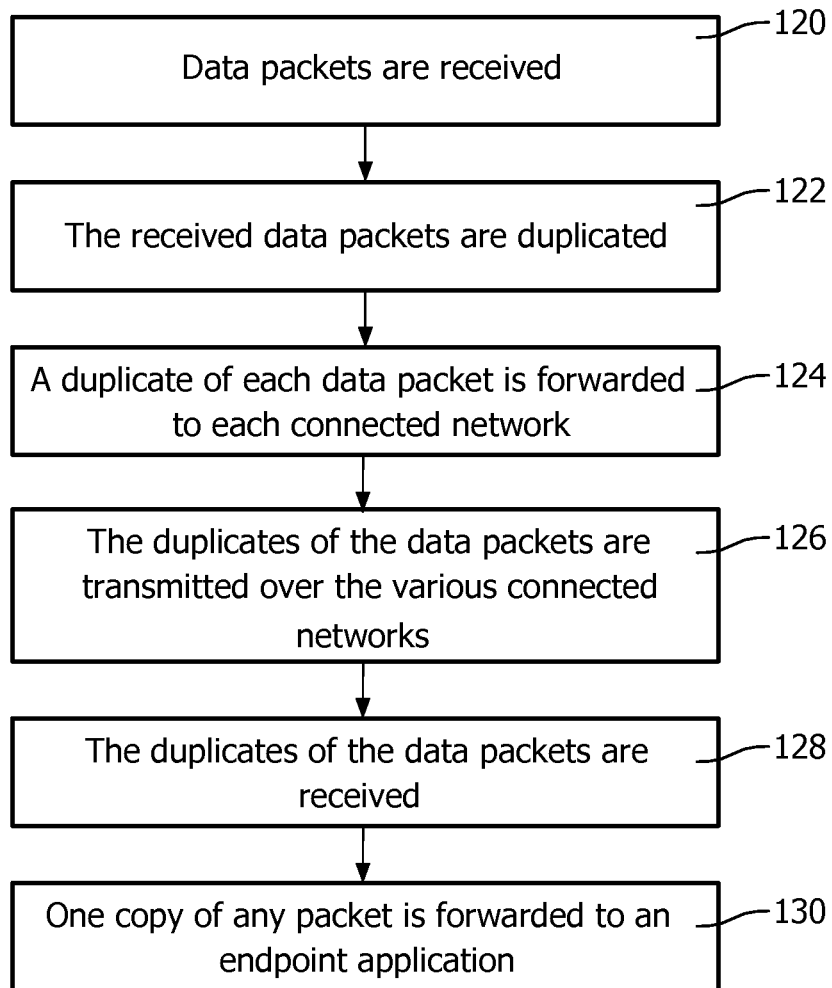 120
Data packets are received
122
The received data packets are duplicated
124
A duplicate of each data packet is forwarded
to each connected network
126
The duplicates of the data packets are
transmitted over the various connected
networks
128
The duplicates of the data packets are
received
130
One copy of any packet is forwarded to an
endpoint application